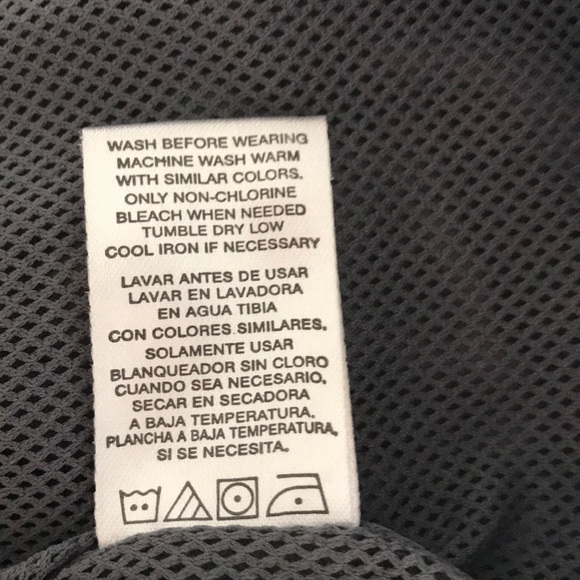 WASH BEFORE WEARING
MACHINE WASH WARM
WITH SIMILAR COLORS.
ONLY NON-CHLORINE
BLEACH WHEN NEEDED
TUMBLE DRY LOW
COOL IRON IF NECESSARY
LAVAR ANTES DE USAR
LAVAR EN LAVADORA
EN AGUA TIBIA
CON COLORES SIMILARES.
SOLAMENTE USAR
BLANQUEADOR SIN CLORO
CUANDO SEA NECESARIO,
SECAR EN SECADORA
A BAJA TEMPERATURA.
PLANCHA A BAJA TEMPERATURA,
SI SE NECESITA.